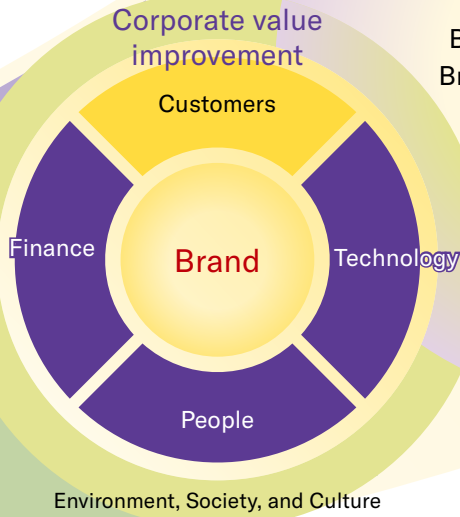 Corporate value
improvement
Customers
Finance
Brand
Technology
People
Environment, Society, and Culture